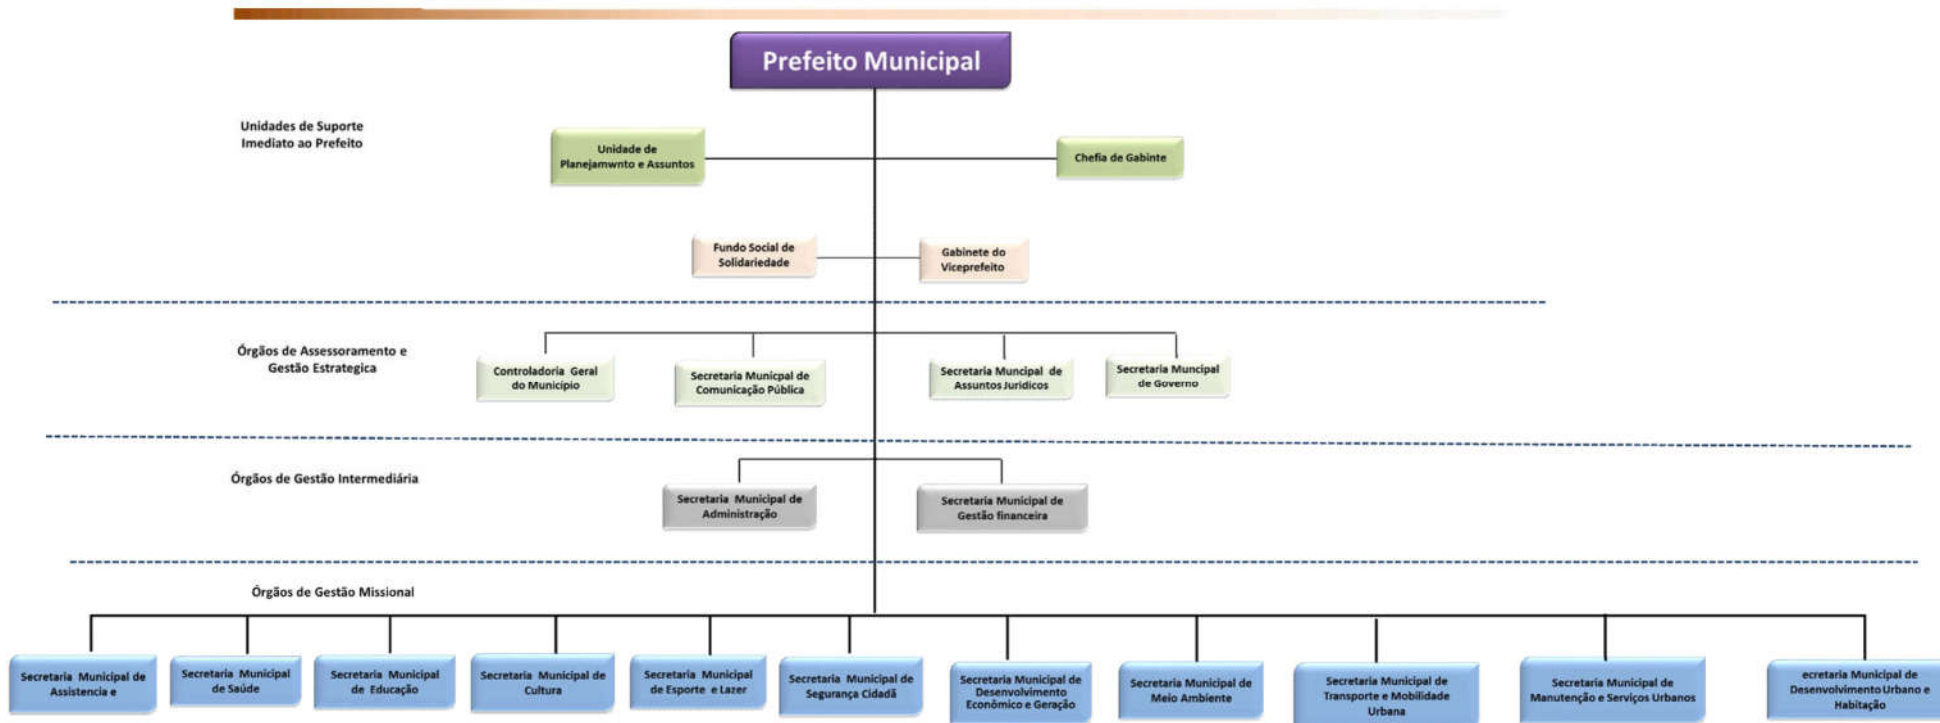 Prefeito Municipal
Unidades de Suporte
Imediato ao Prefeito
Unidade de
Planejamwnto e Assuntos
Chefia de Gabinte
Fundo Social de
Solidariedade
Gabinete do
Viceprefeito
Órgãos de Assessoramento e
Gestão Estrategica
Controladoria Geral
do Município
Secretaria Municpal de
Comunicação Pública
Secretaria Muncipal de
Assuntos Jurídicos
Secretaria Muncipal
de Governo
Órgãos de Gestão Intermediária
Secretaria Municipal de
Administração
Secretaria Municipal de
Gestão financeira
Órgãos de Gestão Missional
Secretaria Municipal de
Assistencia e
Secretaria Municipal
de Saúde
Secretaria Municipal
de Educação
Secretaria Municipal de
Cultura
Secretaria Municipal
de Esporte e Lazer
Secretaria Municipal de
Segurança Cidadã
Secretaria Municipal de
Desenvolvimento
Econômico e Geração
Secretaria Municipal de
Meio Ambiente
Secretaria Municipal de
Transporte e Mobilidade
Urbana
Secretaria Municipal de
Manutenção e Serviços Urbanos
ecretaria Municipal de
Desenvolvimento Urbano e
Habitação